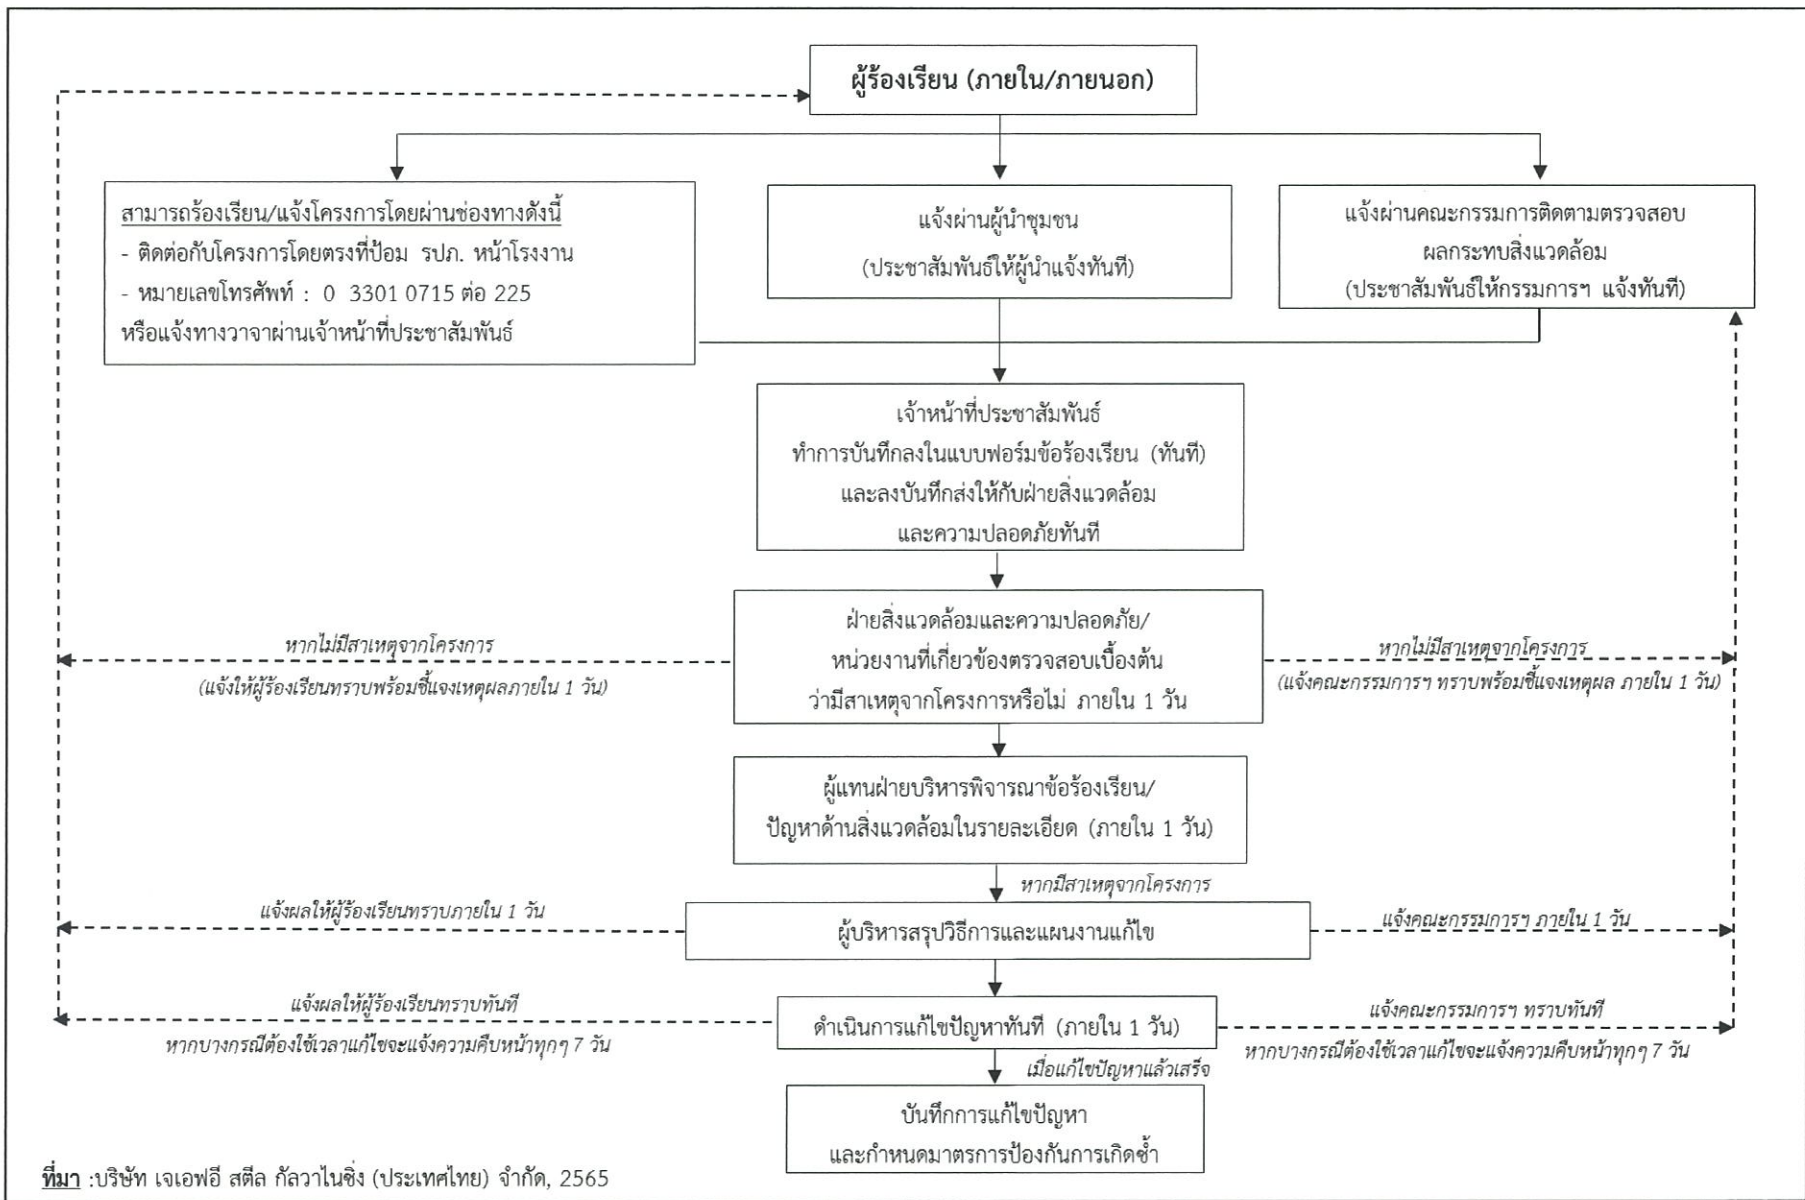 ผู้ร้องเรียน (ภายใน/ภายนอก)
สามารถร้องเรียน/แจ้งโครงการโดยผ่านช่องทางดังนี้
- ติดต่อกับโครงการโดยตรงที่ป้อม รปภ. หน้าโรงงาน
- หมายเลขโทรศัพท์ : 0 3301 0715 ต่อ 225
หรือแจ้งทางวาจาผ่านเจ้าหน้าที่ประชาสัมพันธ์
แจ้งผ่านผู้นำชุมชน
(ประชาสัมพันธ์ให้ผู้นำแจ้งทันที)
แจ้งผ่านคณะกรรมการติดตามตรวจสอบ
ผลกระทบสิ่งแวดล้อม
(ประชาสัมพันธ์ให้กรรมการฯ แจ้งทันที)
เจ้าหน้าที่ประชาสัมพันธ์
ทำการบันทึกลงในแบบฟอร์มข้อร้องเรียน (ทันที)
และลงบันทึกส่งให้กับฝ่ายสิ่งแวดล้อม
และความปลอดภัยทันที
หากไม่มีสาเหตุจากโครงการ
(แจ้งให้ผู้ร้องเรียนทราบพร้อมชี้แจงเหตุผลภายใน 1 วัน)
ฝ่ายสิ่งแวดล้อมและความปลอดภัย/
หน่วยงานที่เกี่ยวข้องตรวจสอบเบื้องต้น
ว่ามีสาเหตุจากโครงการหรือไม่ ภายใน 1 วัน
หากไม่มีสาเหตุจากโครงการ
(แจ้งคณะกรรมการฯ ทราบพร้อมชี้แจงเหตุผล ภายใน 1 วัน)
ผู้แทนฝ่ายบริหารพิจารณาข้อร้องเรียน/
ปัญหาด้านสิ่งแวดล้อมในรายละเอียด (ภายใน 1 วัน)
หากมีสาเหตุจากโครงการ
แจ้งผลให้ผู้ร้องเรียนทราบภายใน 1 วัน
ผู้บริหารสรุปวิธีการและแผนงานแก้ไข
แจ้งคณะกรรมการฯ ภายใน 1 วัน
แจ้งผลให้ผู้ร้องเรียนทราบทันที
หากบางกรณีต้องใช้เวลาแก้ไขจะแจ้งความคืบหน้าทุกๆ 7 วัน
ดำเนินการแก้ไขปัญหาทันที (ภายใน 1 วัน)
แจ้งคณะกรรมการฯ ทราบทันที
หากบางกรณีต้องใช้เวลาแก้ไขจะแจ้งความคืบหน้าทุกๆ 7 วัน
เมื่อแก้ไขปัญหาแล้วเสร็จ
บันทึกการแก้ไขปัญหา
และกำหนดมาตรการป้องกันการเกิดซ้ำ
ที่มา :บริษัท เจเอฟอี สตีล กัลวาไนซิ่ง (ประเทศไทย) จำกัด, 2565